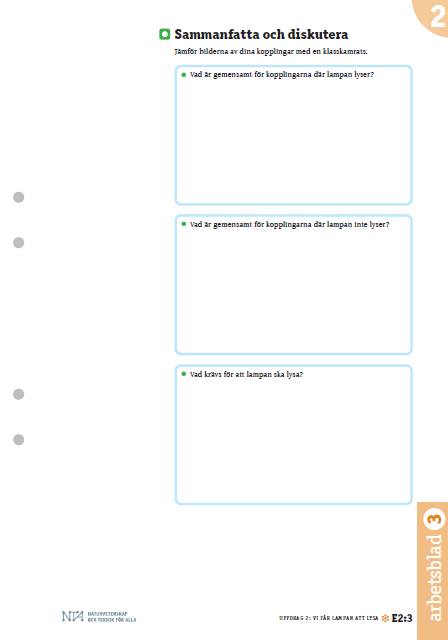 2
Sammanfatta och diskutera
Jämför bilderna av dina kopplingar med en klasskamrats.
Vad är gemensamt för kopplingarna där lampan lyser?
Vad är gemensamt för kopplingarna där lampan inte lyser?
Vad krävs för att lampan ska lysa?
arbetsblad 3
NTA NATURVETENSKAP
OCH TEKNIK FÖR ALLA
UPPDRAG 2: VI FÅR LAMPAN ATT LYSA E2:3